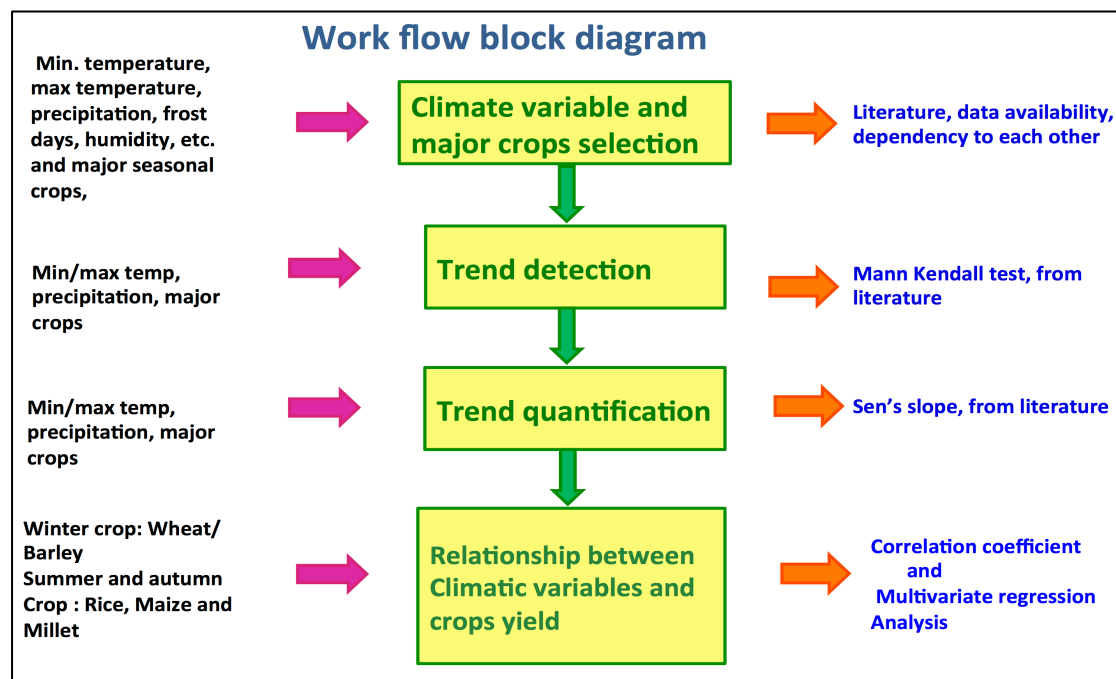 Work flow block diagram
Min. temperature,
max temperature,
precipitation, frost
days, humidity, etc.
and major seasonal
crops,
Climate variable and
major crops selection
Literature, data availability,
dependency to each other
Min/max temp,
precipitation, major
crops
Trend detection
Mann Kendall test, from
literature
Min/max temp,
precipitation, major
crops
Trend quantification
Sen’s slope, from literature
Winter crop: Wheat/
Barley
Summer and autumn
Crop : Rice, Maize and
Millet
Relationship between
Climatic variables and
crops yield
Correlation coefficient
and
Multivariate regression
Analysis